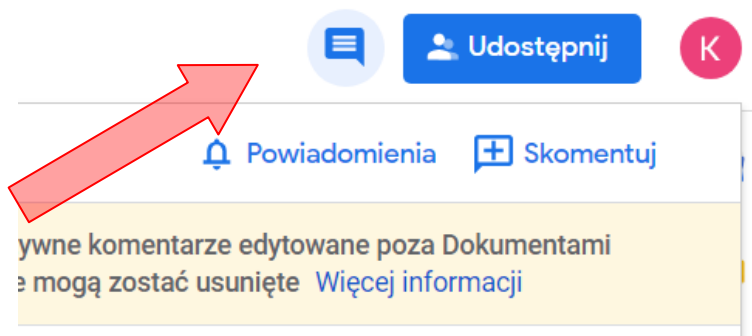 Udostępnij
K
Powiadomienia Skomentuj
ywne komentarze edytowane poza Dokumentami
e mogą zostać usunięte Więcej informacji